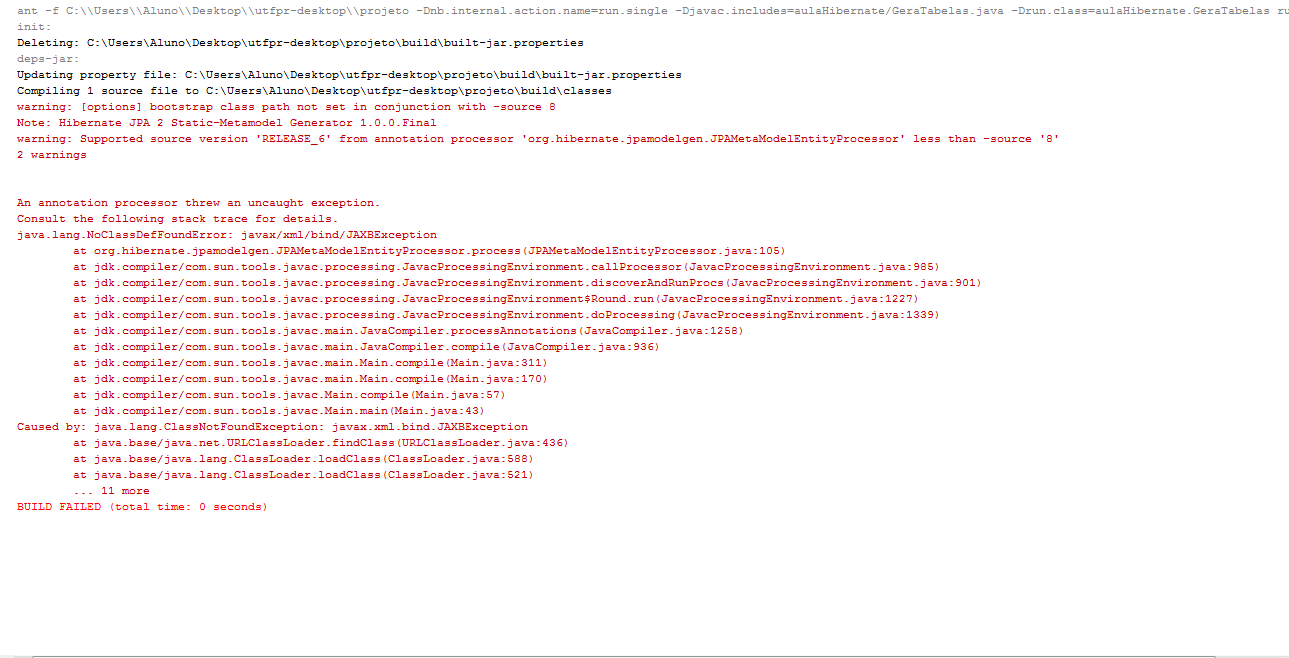 ant -f C:\\Users\\Aluno\\Desktop\\utfpr-desktop\\projeto -Dnb.internal.action.name=run.single -Djavac.includes=aulaHibernate/GeraTabelas.java -Drun.class=aulaHibernate.GeraTabelas ru
init:
Deleting: C:\Users\Aluno\Desktop\utfpr-desktop\projeto\build\built-jar.properties
deps-jar:
Updating property file: C:\Users\Aluno\Desktop\utfpr-desktop\projeto\build\built-jar.properties
Compiling 1 source file to C:\Users\Aluno\Desktop\utfpr-desktop\projeto\build\classes
warning: [options] bootstrap class path not set in conjunction with -source 8
Note: Hibernate JPA 2 Static-Metamodel Generator 1.0.0.Final
warning: Supported source version 'RELEASE_6' from annotation processor 'org.hibernate.jpamodelgen.JPAMetaModelEntityProcessor' less than -source '8'
2 warnings
An annotation processor threw an uncaught exception.
Consult the following stack trace for details.
java.lang.NoClassDefFoundError: javax/xml/bind/JAXBException
at org.hibernate.jpamodelgen.JPAMetaModelEntityProcessor.process(JPAMetaModelEntityProcessor.java:105)
at jdk.compiler/com.sun.tools.javac.processing.JavacProcessingEnvironment.callProcessor(JavacProcessingEnvironment.java:985)
at jdk.compiler/com.sun.tools.javac.processing.JavacProcessingEnvironment.discoverAndRunProcs(JavacProcessingEnvironment.java:901)
at jdk.compiler/com.sun.tools.javac.processing.JavacProcessingEnvironment$Round.run(JavacProcessingEnvironment.java:1227)
at jdk.compiler/com.sun.tools.javac.processing.JavacProcessingEnvironment.doProcessing(JavacProcessingEnvironment.java:1339)
at jdk.compiler/com.sun.tools.javac.main.JavaCompiler.processAnnotations(JavaCompiler.java:1258)
at jdk.compiler/com.sun.tools.javac.main.JavaCompiler.compile(JavaCompiler.java:936)
at jdk.compiler/com.sun.tools.javac.main.Main.compile(Main.java:311)
at jdk.compiler/com.sun.tools.javac.main.Main.compile(Main.java:170)
at jdk.compiler/com.sun.tools.javac.Main.compile(Main.java:57)
at jdk.compiler/com.sun.tools.javac.Main.main(Main.java:43)
Caused by: java.lang.ClassNotFoundException: javax.xml.bind.JAXBException
at java.base/java.net.URLClassLoader.findClass(URLClassLoader.java:436)
at java.base/java.lang.ClassLoader.loadClass(ClassLoader.java:588)
at java.base/java.lang.ClassLoader.loadClass(ClassLoader.java:521)
... 11 more
BUILD FAILED (total time: 0 seconds)